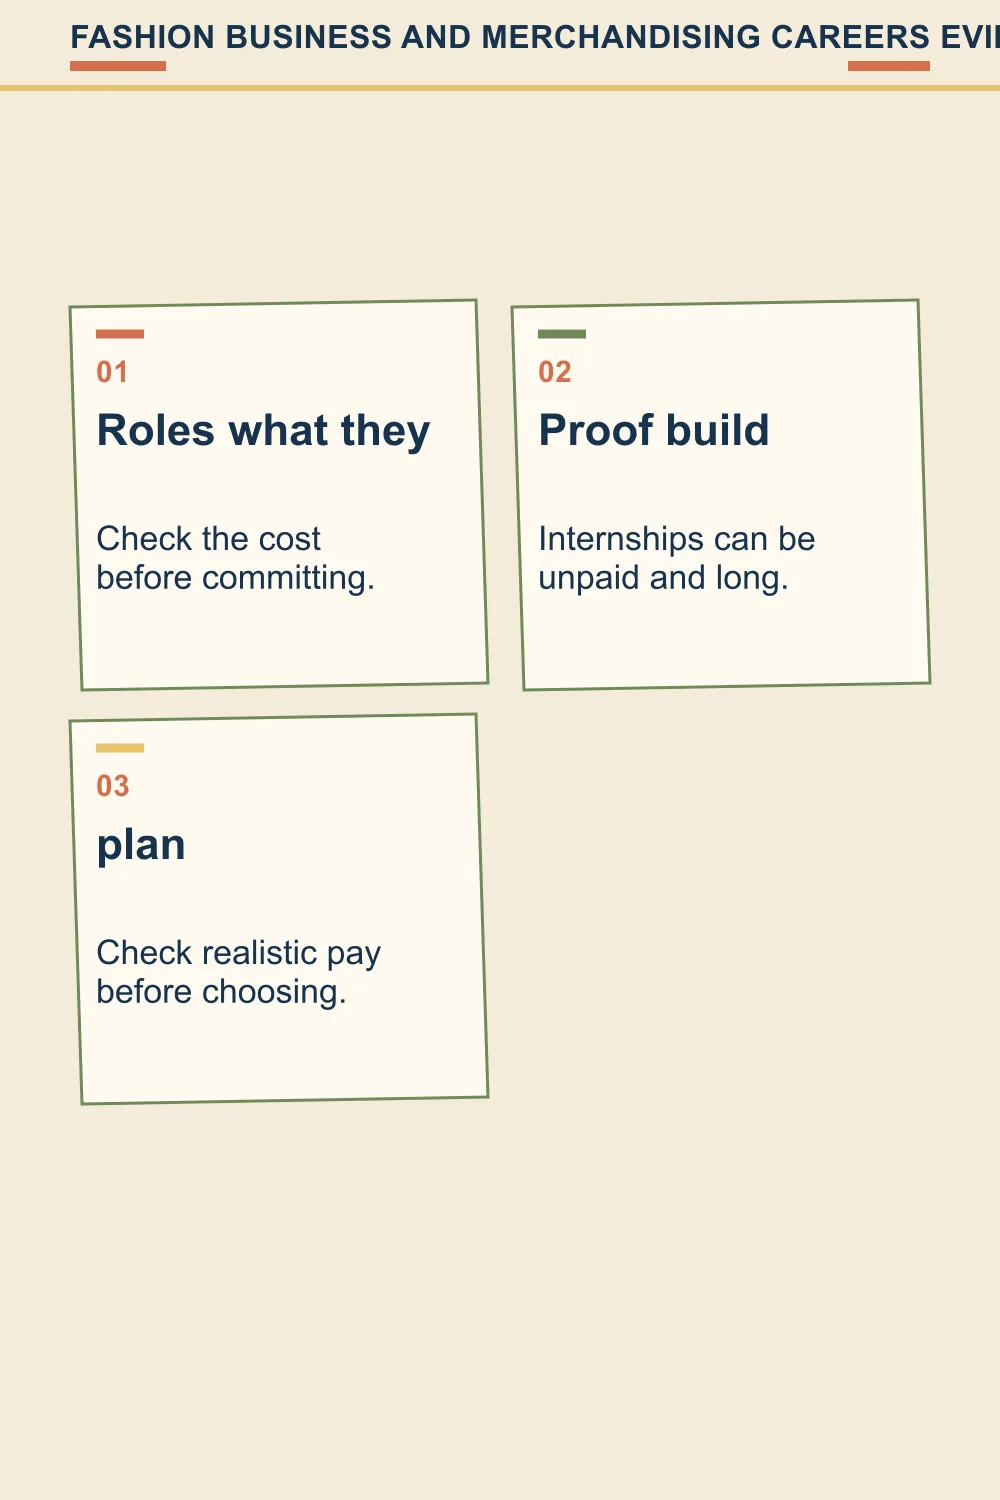 FASHION BUSINESS AND MERCHANDISING CAREERS
01
Roles what they
Check the cost
before committing.
02
Proof build
Internships can be
unpaid and long.
03
plan
Check realistic pay
before choosing.